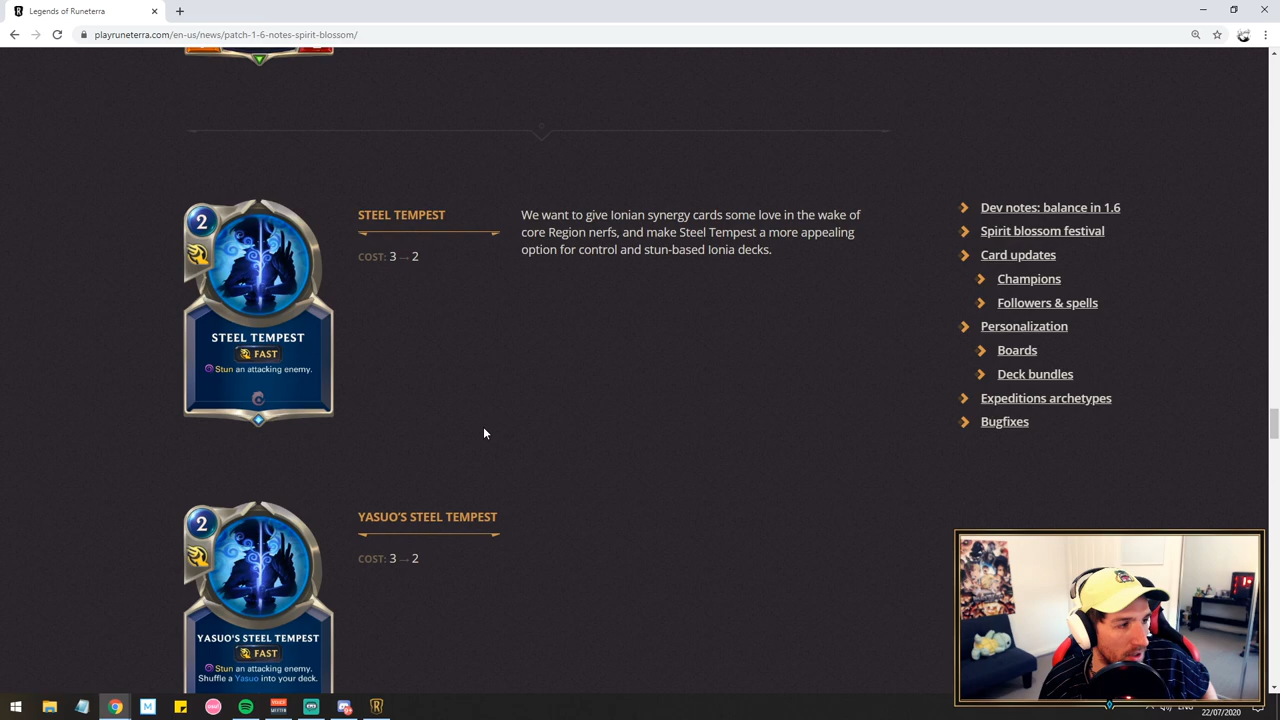 Legends of Runeterra
playruneterra.com/en-us/news/patch-1-6-notes-spirit-blossom/
2
STEEL TEMPEST
FAST
Stun an attacking enemy.
STEEL TEMPEST
COST: 3 → 2
We want to give Ionian synergy cards some love in the wake of
core Region nerfs, and make Steel Tempest a more appealing
option for control and stun-based Ionia decks.
2
YASUO'S STEEL TEMPEST
FAST
Stun an attacking enemy.
Shuffle a Yasuo into your deck.
YASUO'S STEEL TEMPEST
COST: 3 → 2
Dev notes: balance in 1.6
Spirit blossom festival
Card updates
Champions
Followers & spells
Personalization
Boards
Deck bundles
Expeditions archetypes
Bugfixes
22/07/2020